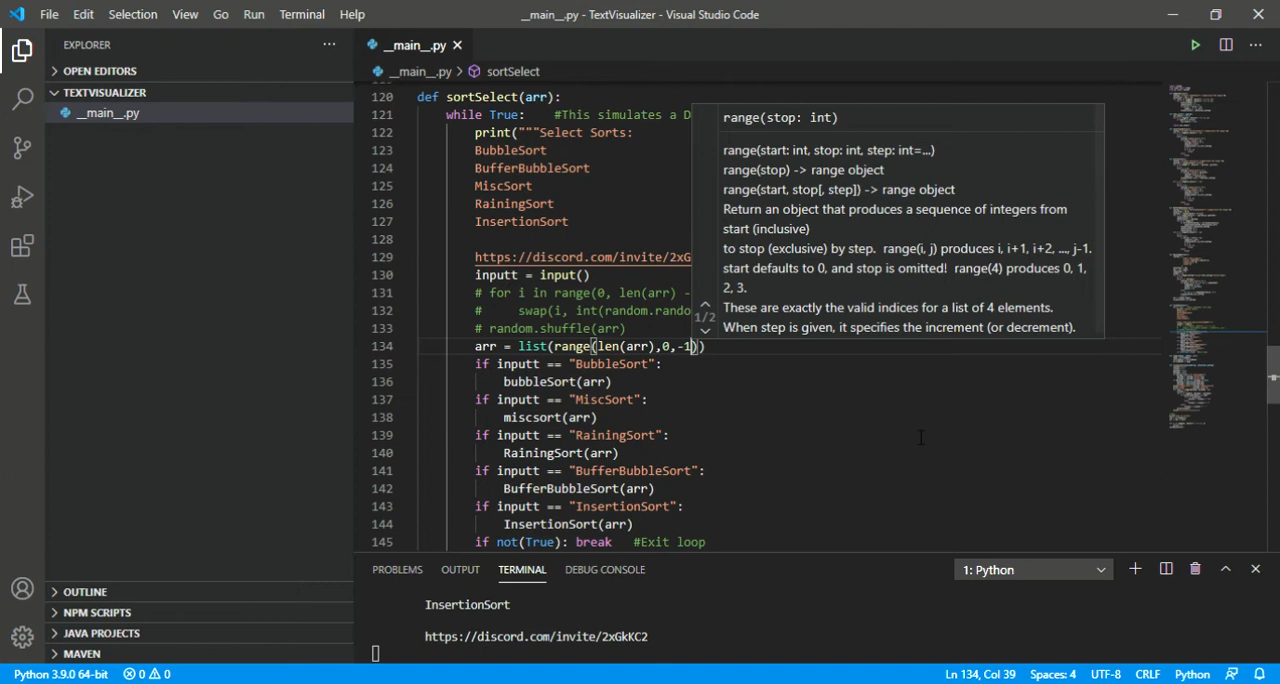 File Edit Selection View Go Run Terminal Help
__main__.py - TextVisualizer - Visual Studio Code
EXPLORER
OPEN EDITORS
TEXTVISUALIZER
__main__.py
OUTLINE
NPM SCRIPTS
JAVA PROJECTS
MAVEN
__main__.py
__main__.py > sortSelect
120 def sortSelect(arr):
121 while True: #This simulates a D
122 print("""Select Sorts:
123 BubbleSort
124 BufferBubbleSort
125 MiscSort
126 RainingSort
127 InsertionSort
128
129 https://discord.com/invite/2xG
130 inputt = input()
131 # for i in range(0, len(arr) -
132 # swap(i, int(random.rando
133 # random.shuffle(arr)
134 arr = list(range(len(arr),0,-1))
135 if inputt == "BubbleSort":
136 bubbleSort(arr)
137 if inputt == "MiscSort":
138 miscsort(arr)
139 if inputt == "RainingSort":
140 RainingSort(arr)
141 if inputt == "BufferBubbleSort":
142 BufferBubbleSort(arr)
143 if inputt == "InsertionSort":
144 InsertionSort(arr)
145 if not(True): break #Exit loop
range(stop: int)
range(start: int, stop: int, step: int=…)
range(stop) -> range object
range(start, stop[, step]) -> range object
Return an object that produces a sequence of integers from
start (inclusive)
to stop (exclusive) by step. range(i, j) produces i, i+1, i+2, ..., j-1.
start defaults to 0, and stop is omitted! range(4) produces 0, 1,
2, 3.
1/2
These are exactly the valid indices for a list of 4 elements.
When step is given, it specifies the increment (or decrement).
PROBLEMS OUTPUT TERMINAL DEBUG CONSOLE
1: Python
InsertionSort
https://discord.com/invite/2xGkKC2
Python 3.9.0 64-bit 0 0
Ln 134, Col 39 Spaces: 4 UTF-8 CRLF Python